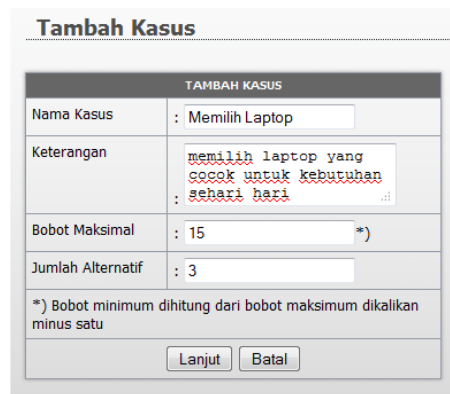 Tambah Kasus
TAMBAH KASUS
Nama Kasus : Memilih Laptop
Keterangan : memilih laptop yang
cocok untuk kebutuhan
sehari hari
Bobot Maksimal : 15 *)
Jumlah Alternatif : 3
*) Bobot minimum dihitung dari bobot maksimum dikalikan
minus satu
Lanjut Batal